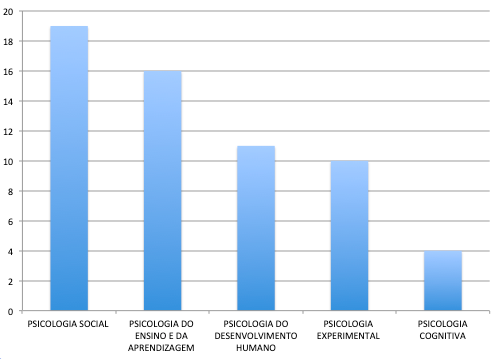 20
18
16
14
12
10
8
6
4
2
0
PSICOLOGIA SOCIAL
PSICOLOGIA DO
ENSINO E DA
APRENDIZAGEM
PSICOLOGIA DO
DESENVOLVIMENTO
HUMANO
PSICOLOGIA
EXPERIMENTAL
PSICOLOGIA
COGNITIVA